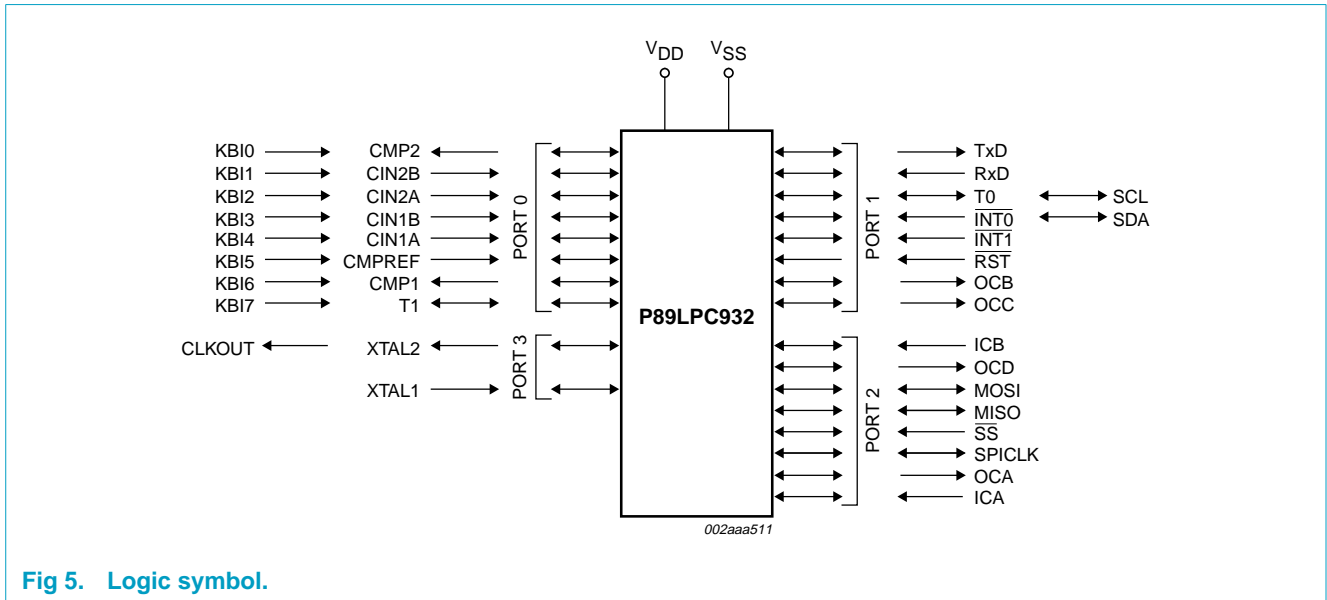 VDD VSS
KBI0 CMP2 TxD
KBI1 CIN2B RxD
KBI2 CIN2A T0 SCL
KBI3 CIN1B INT0 SDA
KBI4 CIN1A INT1
KBI5 CMPREF RST
KBI6 CMP1 OCB
KBI7 T1 OCC
PORT 0
PORT 1
P89LPC932
CLKOUT XTAL2 ICB
OCD
XTAL1 MOSI
MISO
SS
SPICLK
OCA
ICA
PORT 3
PORT 2
002aaa511
Fig 5. Logic symbol.